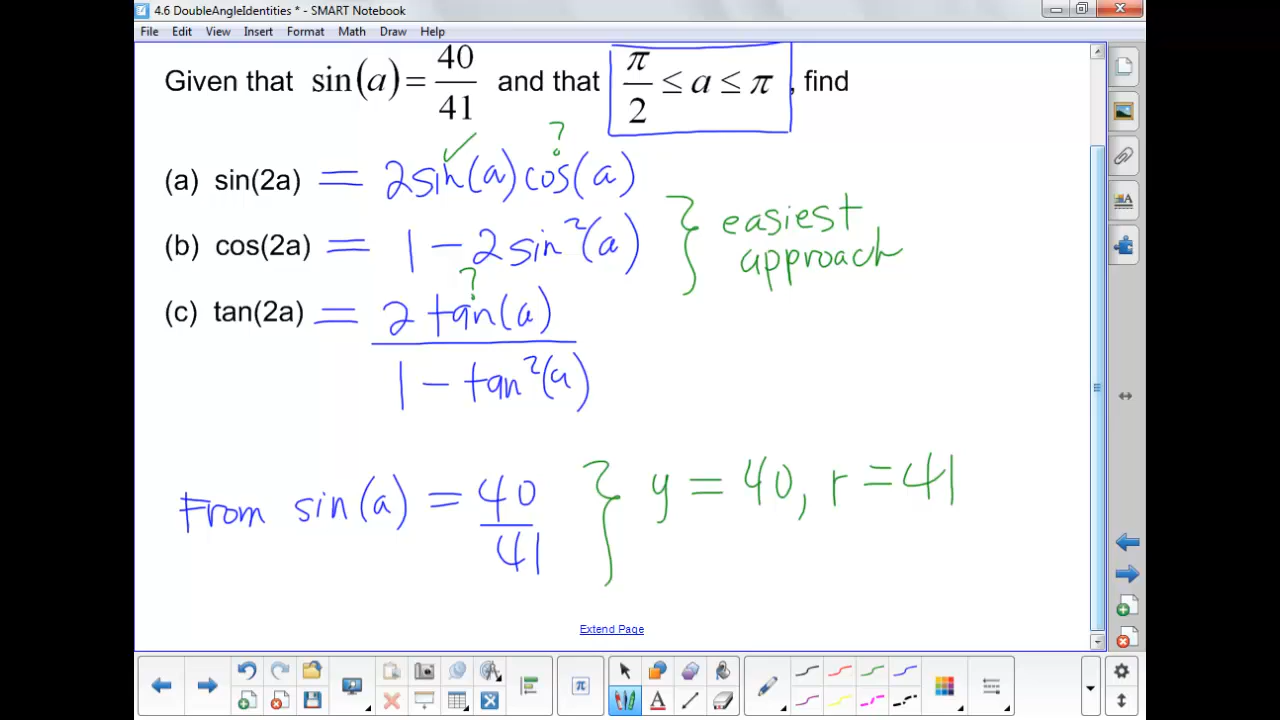 4.6 DoubleAngleIdentities * - SMART Notebook
File Edit View Insert Format Math Draw Help
Given that sin(a) = 40/41 and that π/2 ≤ a ≤ π, find
(a) sin(2a) = 2sin(a)cos(a)
✓ ?
(b) cos(2a) = 1 - 2sin²(a)
} easiest approach
?
(c) tan(2a) = 2tan(a) / 1 - tan²(a)
From sin(a) = 40/41 } y = 40, r = 41
Extend Page
π
A